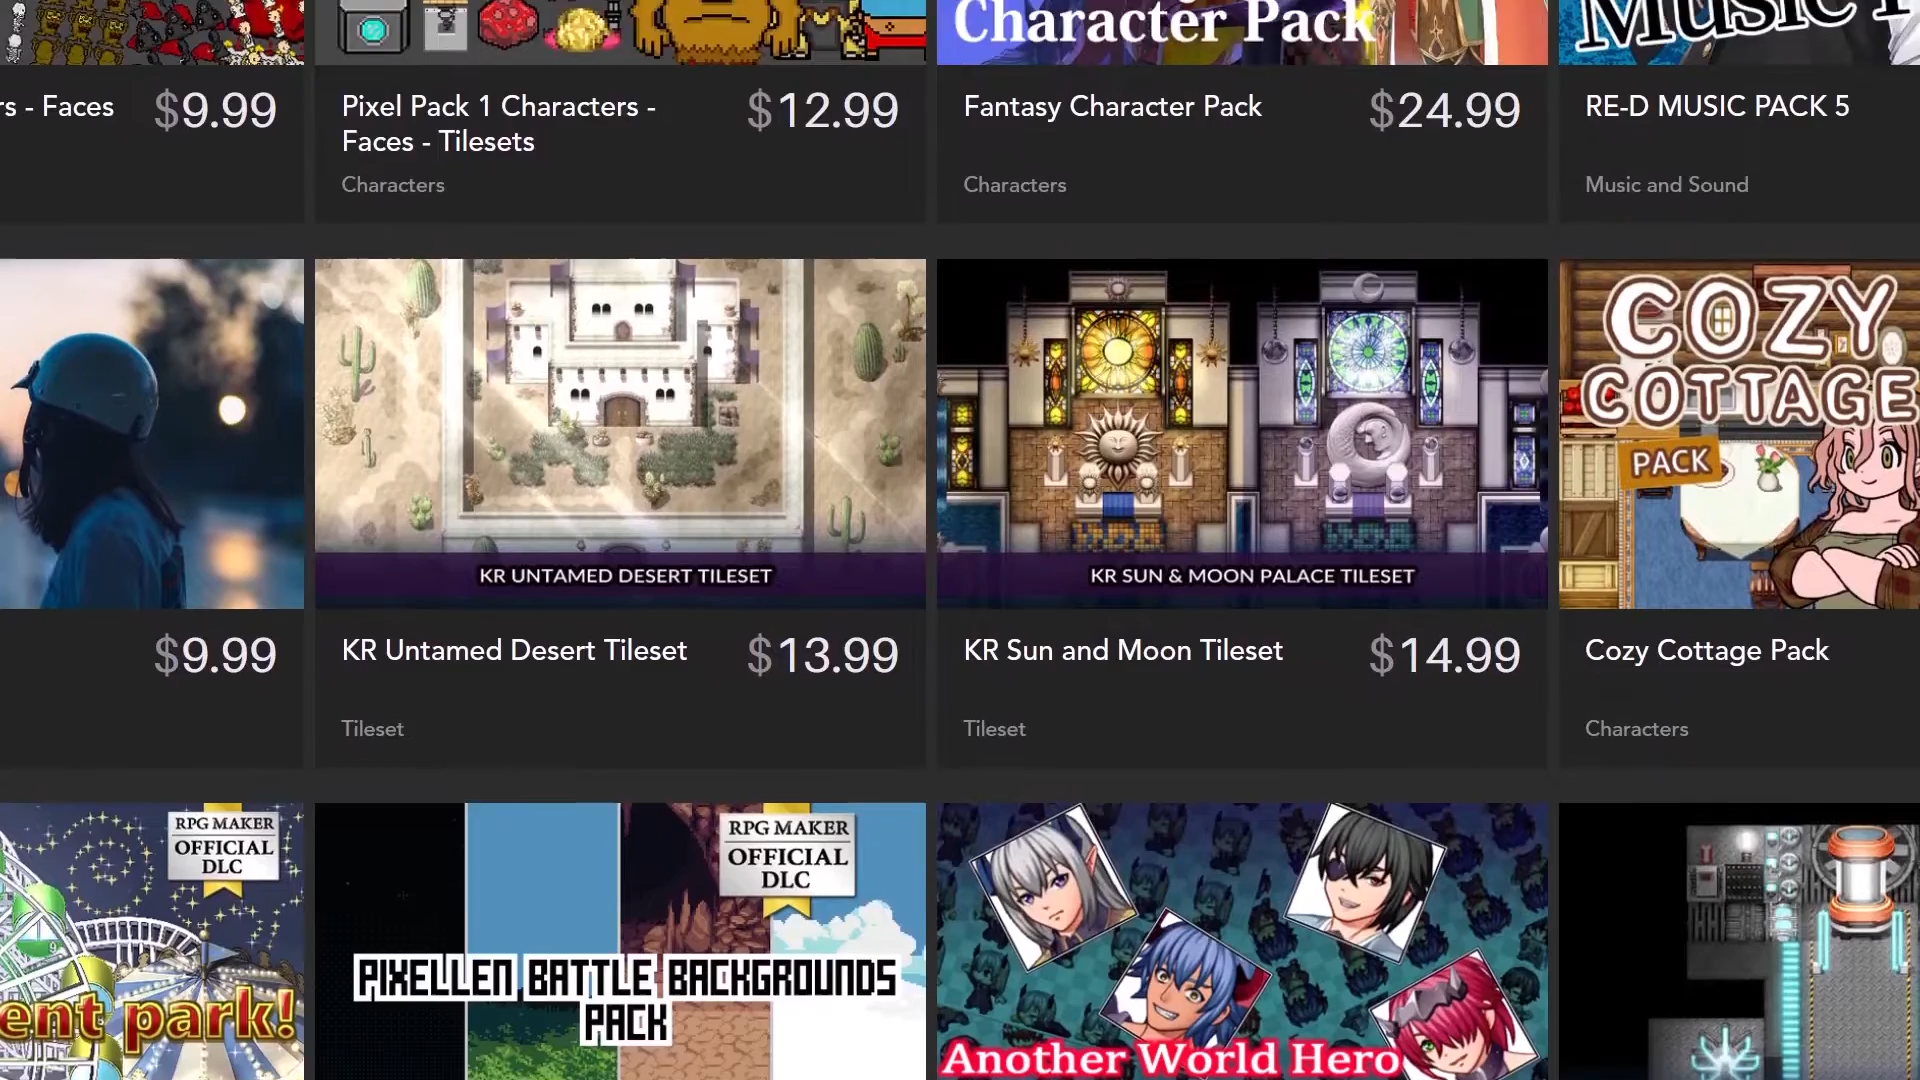 Character Pack
Music
rs - Faces
$9.99
Pixel Pack 1 Characters -
Faces - Tilesets
$12.99
Characters
Fantasy Character Pack
$24.99
Characters
RE-D MUSIC PACK 5
Music and Sound
KR UNTAMED DESERT TILESET
KR SUN & MOON PALACE TILESET
COZY
COTTAGE
PACK
$9.99
KR Untamed Desert Tileset
$13.99
Tileset
KR Sun and Moon Tileset
$14.99
Tileset
Cozy Cottage Pack
Characters
RPG MAKER
OFFICIAL
DLC
ent park!
RPG MAKER
OFFICIAL
DLC
PIXELLEN BATTLE BACKGROUNDS
PACK
Another World Hero